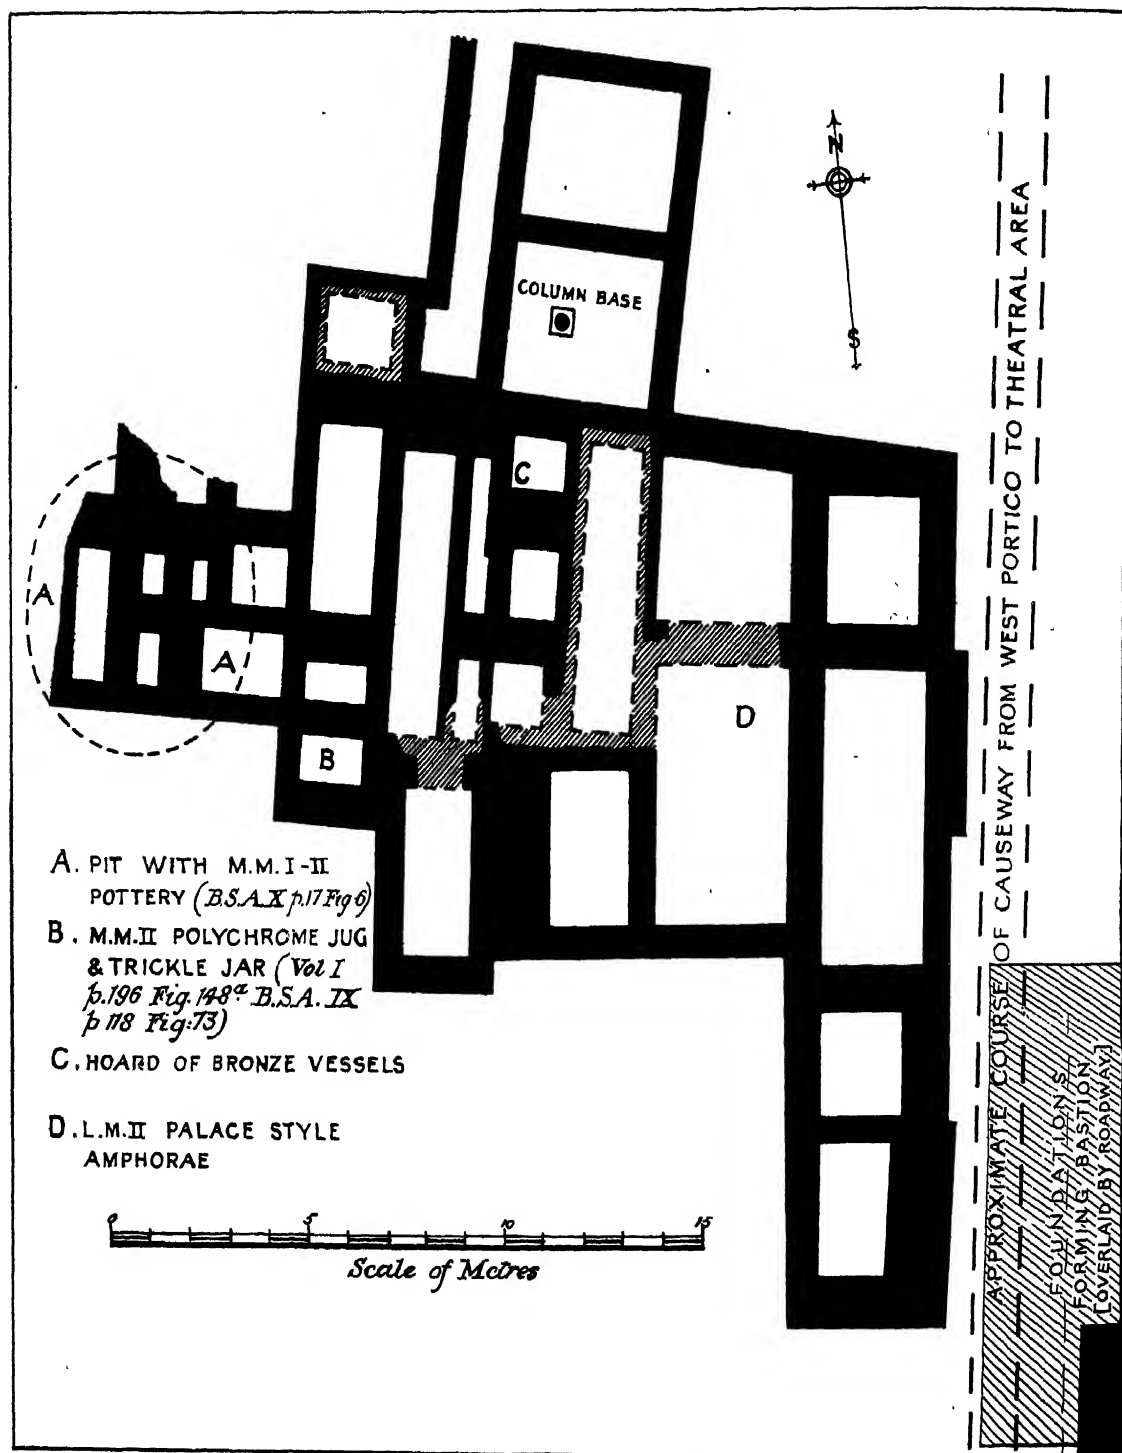 N
S
COLUMN BASE
C
A
A
D
B
A. PIT WITH M.M.I-II
POTTERY (B.S.A.X p.17 Fig 6)
B. M.M.II POLYCHROME JUG
& TRICKLE JAR (Vol I
p.196 Fig. 148ᵃ B.S.A. IX
p 118 Fig:73)
C. HOARD OF BRONZE VESSELS
D. L.M.II PALACE STYLE
AMPHORAE
0 5 10 15
Scale of Metres
APPROXIMATE COURSE OF CAUSEWAY FROM WEST PORTICO TO THEATRAL AREA
FOUNDATIONS
FORMING BASTION
[OVERLAID BY ROADWAY]